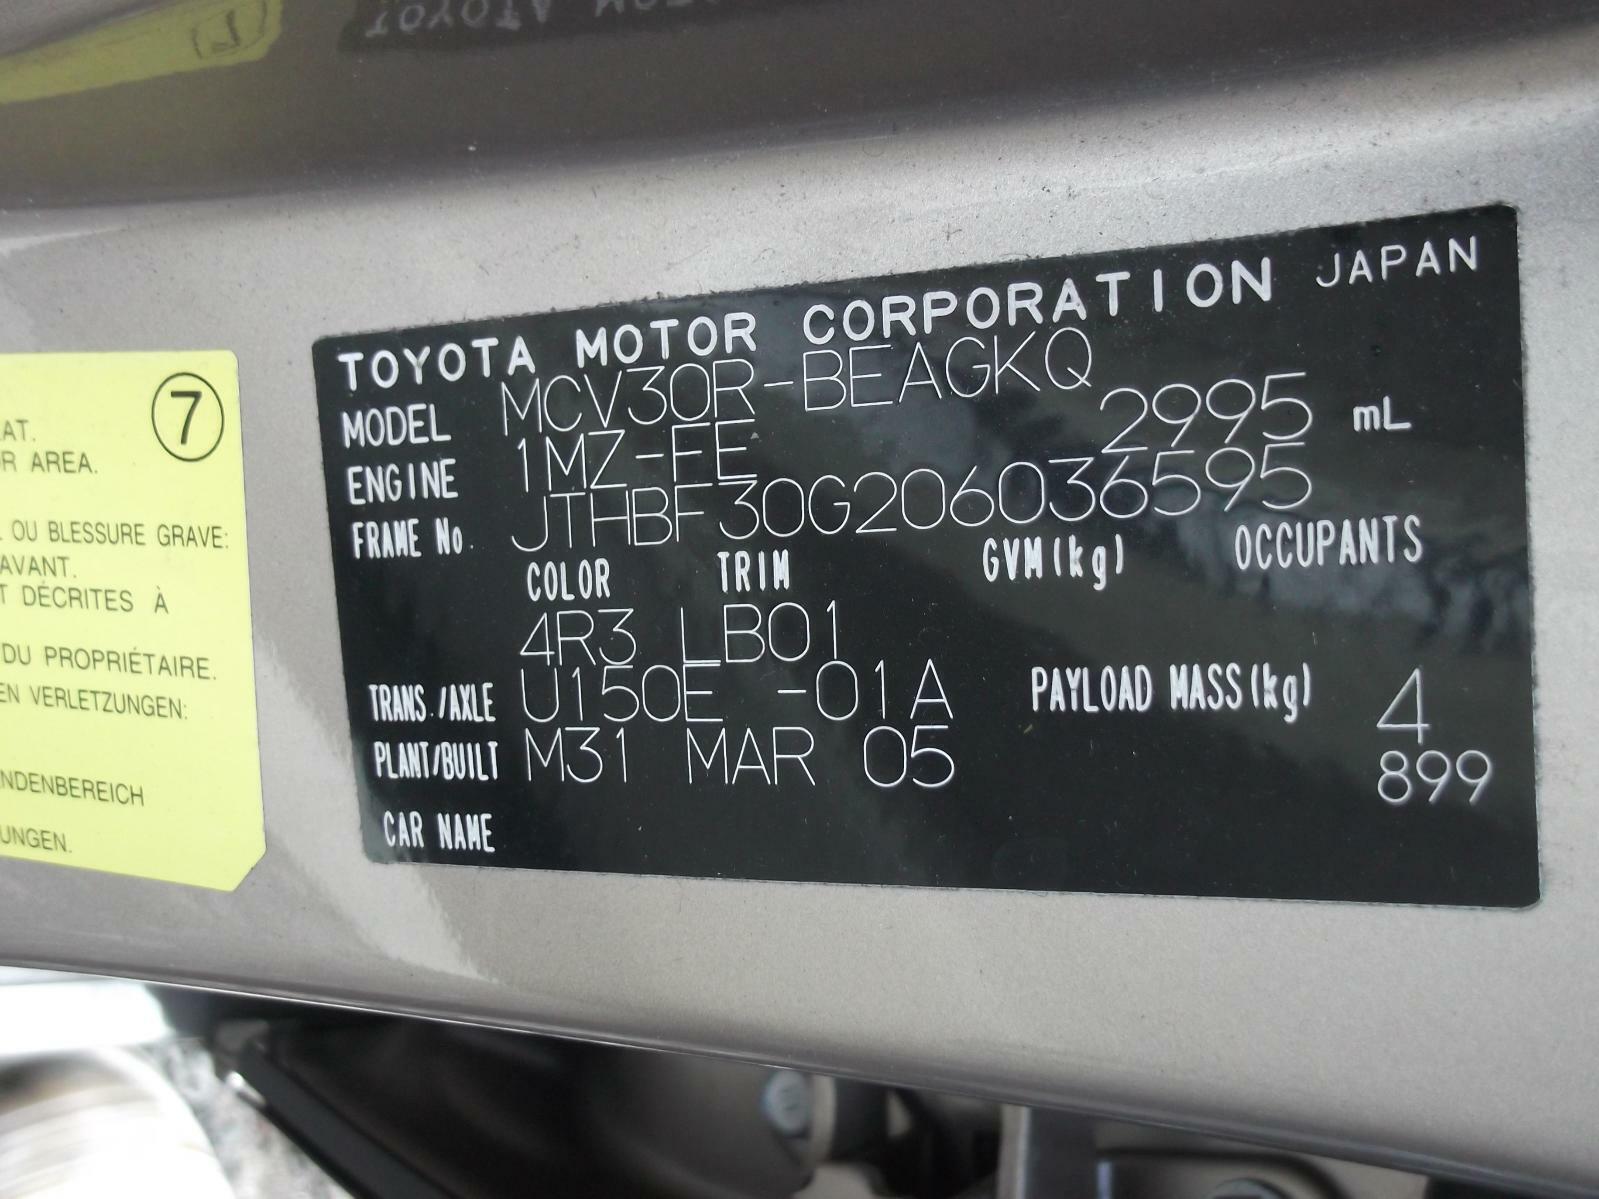 TOYOTA MOTOR CORPORATION JAPAN
MODEL MCV30R-BEAGKQ
ENGINE 1MZ-FE 2995 mL
FRAME No. JTHBF30G206036595
COLOR TRIM GVM(kg) OCCUPANTS
4R3 LB01
TRANS./AXLE U150E -01A PAYLOAD MASS(kg) 4
PLANT/BUILT M31 MAR 05 899
CAR NAME
7
AT.
R AREA.
OU BLESSURE GRAVE:
AVANT.
T DÉCRITES À
DU PROPRIÉTAIRE.
EN VERLETZUNGEN:
NDENBEREICH
UNGEN.